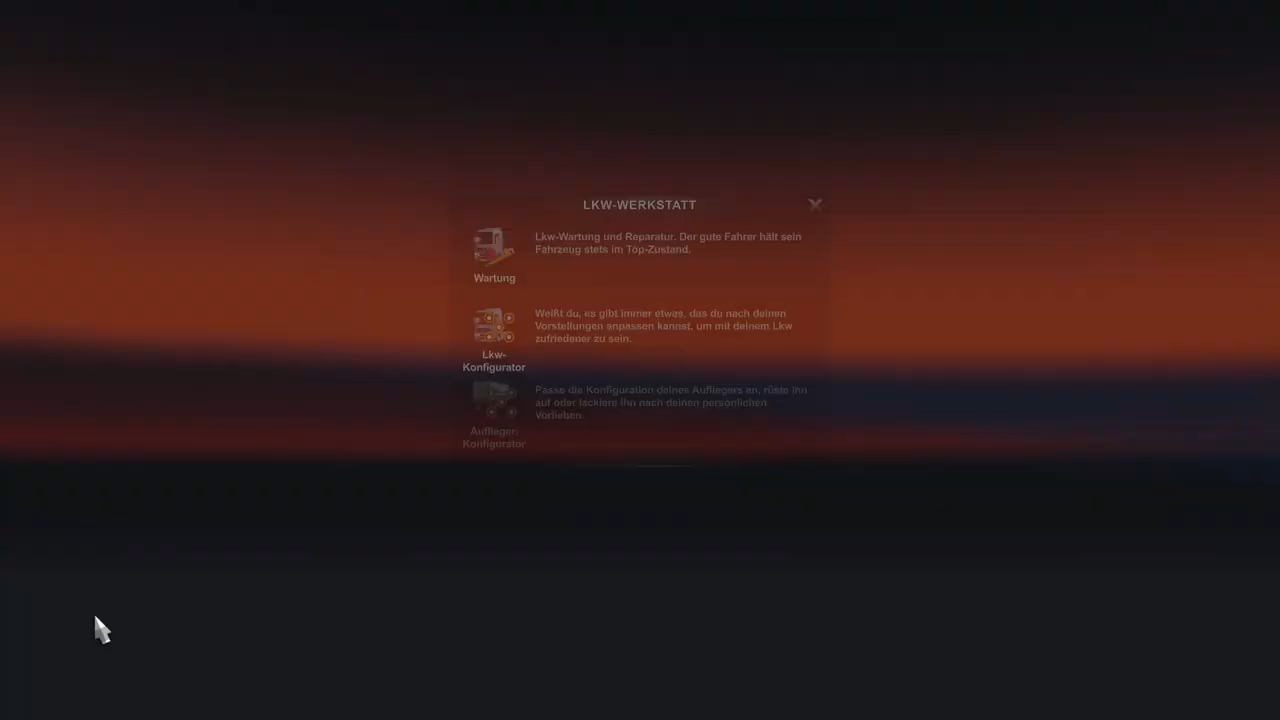 LKW-WERKSTATT
Lkw-Wartung und Reparatur. Der gute Fahrer hält sein
Fahrzeug stets im Top-Zustand.
Wartung
Weißt du, es gibt immer etwas, das du nach deinen
Vorstellungen anpassen kannst, um mit deinem Lkw
zufriedener zu sein.
Lkw-
Konfigurator
Passe die Konfiguration deines Aufliegers an, rüste ihn
auf oder lackiere ihn nach deinen persönlichen
Vorlieben.
Auflieger-
Konfigurator